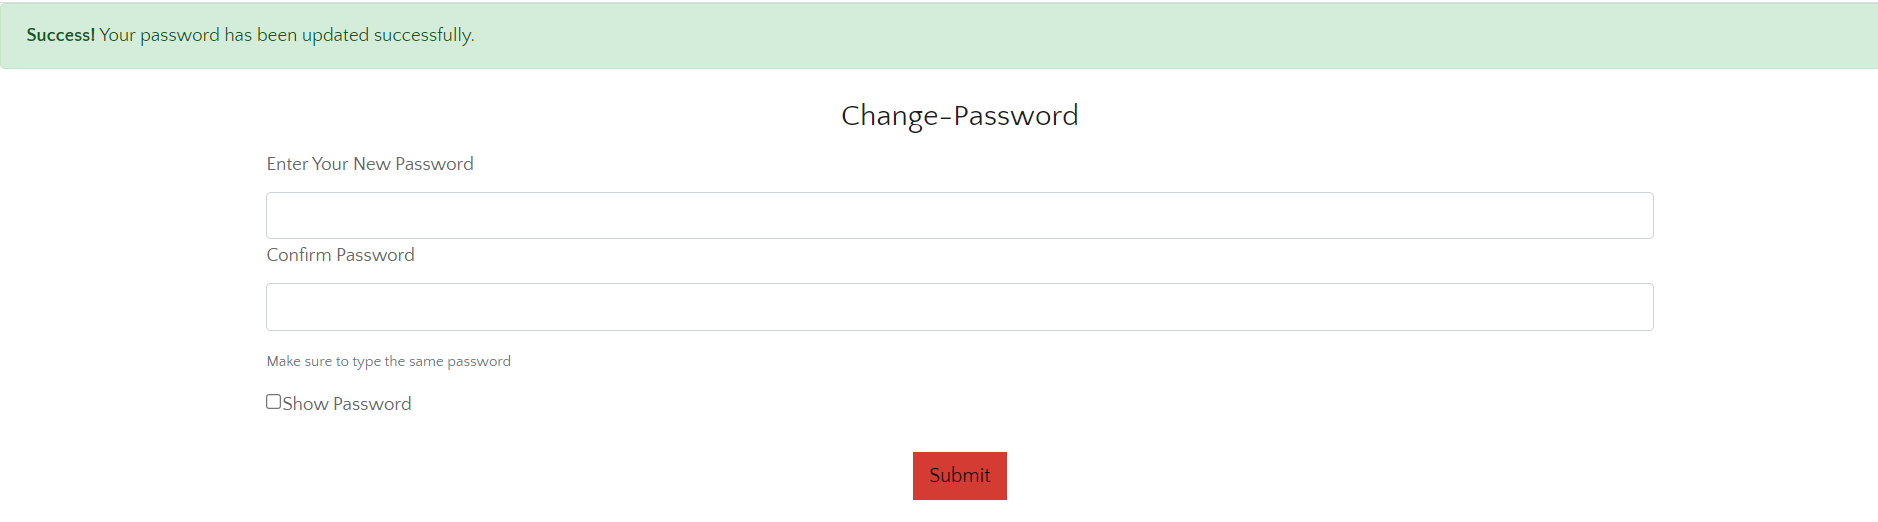 Success! Your password has been updated successfully.
Change-Password
Enter Your New Password
Confirm Password
Make sure to type the same password
Show Password
Submit